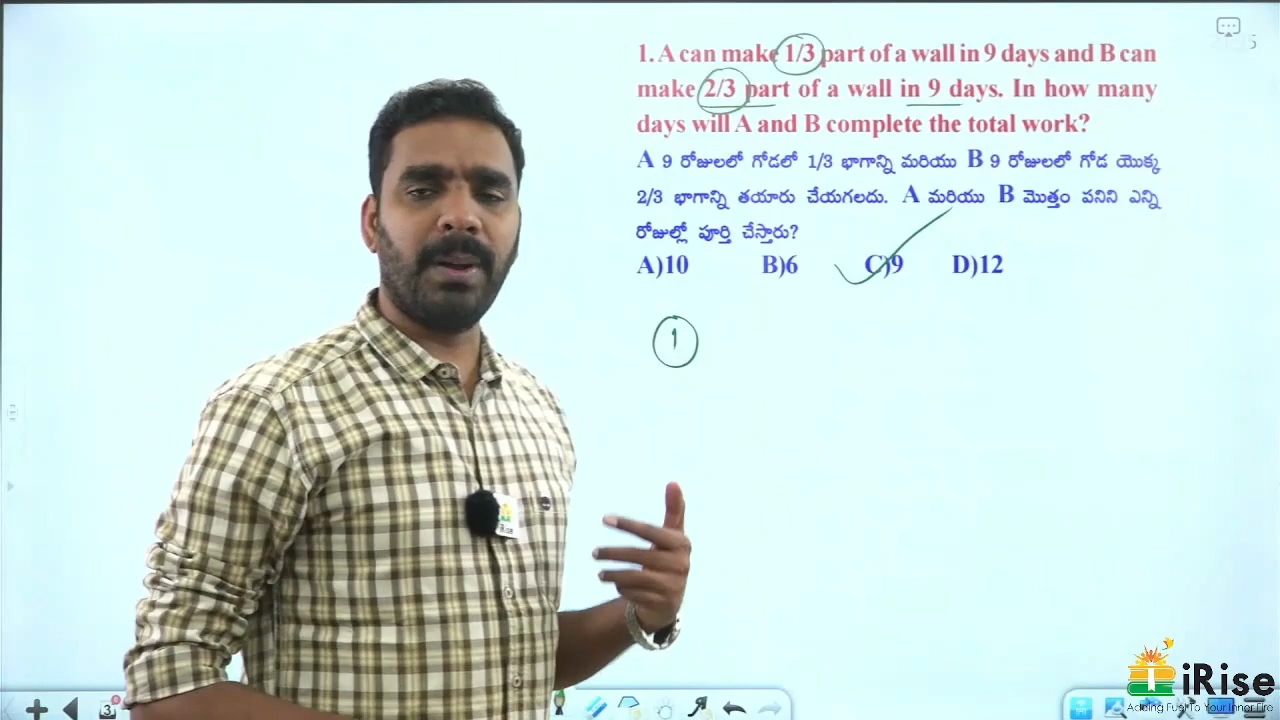 1. A can make 1/3 part of a wall in 9 days and B can
make 2/3 part of a wall in 9 days. In how many
days will A and B complete the total work?
A 9 రోజులలో గోడలో 1/3 భాగాన్ని మరియు B 9 రోజులలో గోడ యొక్క
2/3 భాగాన్ని తయారు చేయగలదు. A మరియు B మొత్తం పనిని ఎన్ని
రోజుల్లో పూర్తి చేస్తారు?
A)10 B)6 C)9 D)12
1
iRise
3
iRise
Adding Fuel To Your Inner Fire